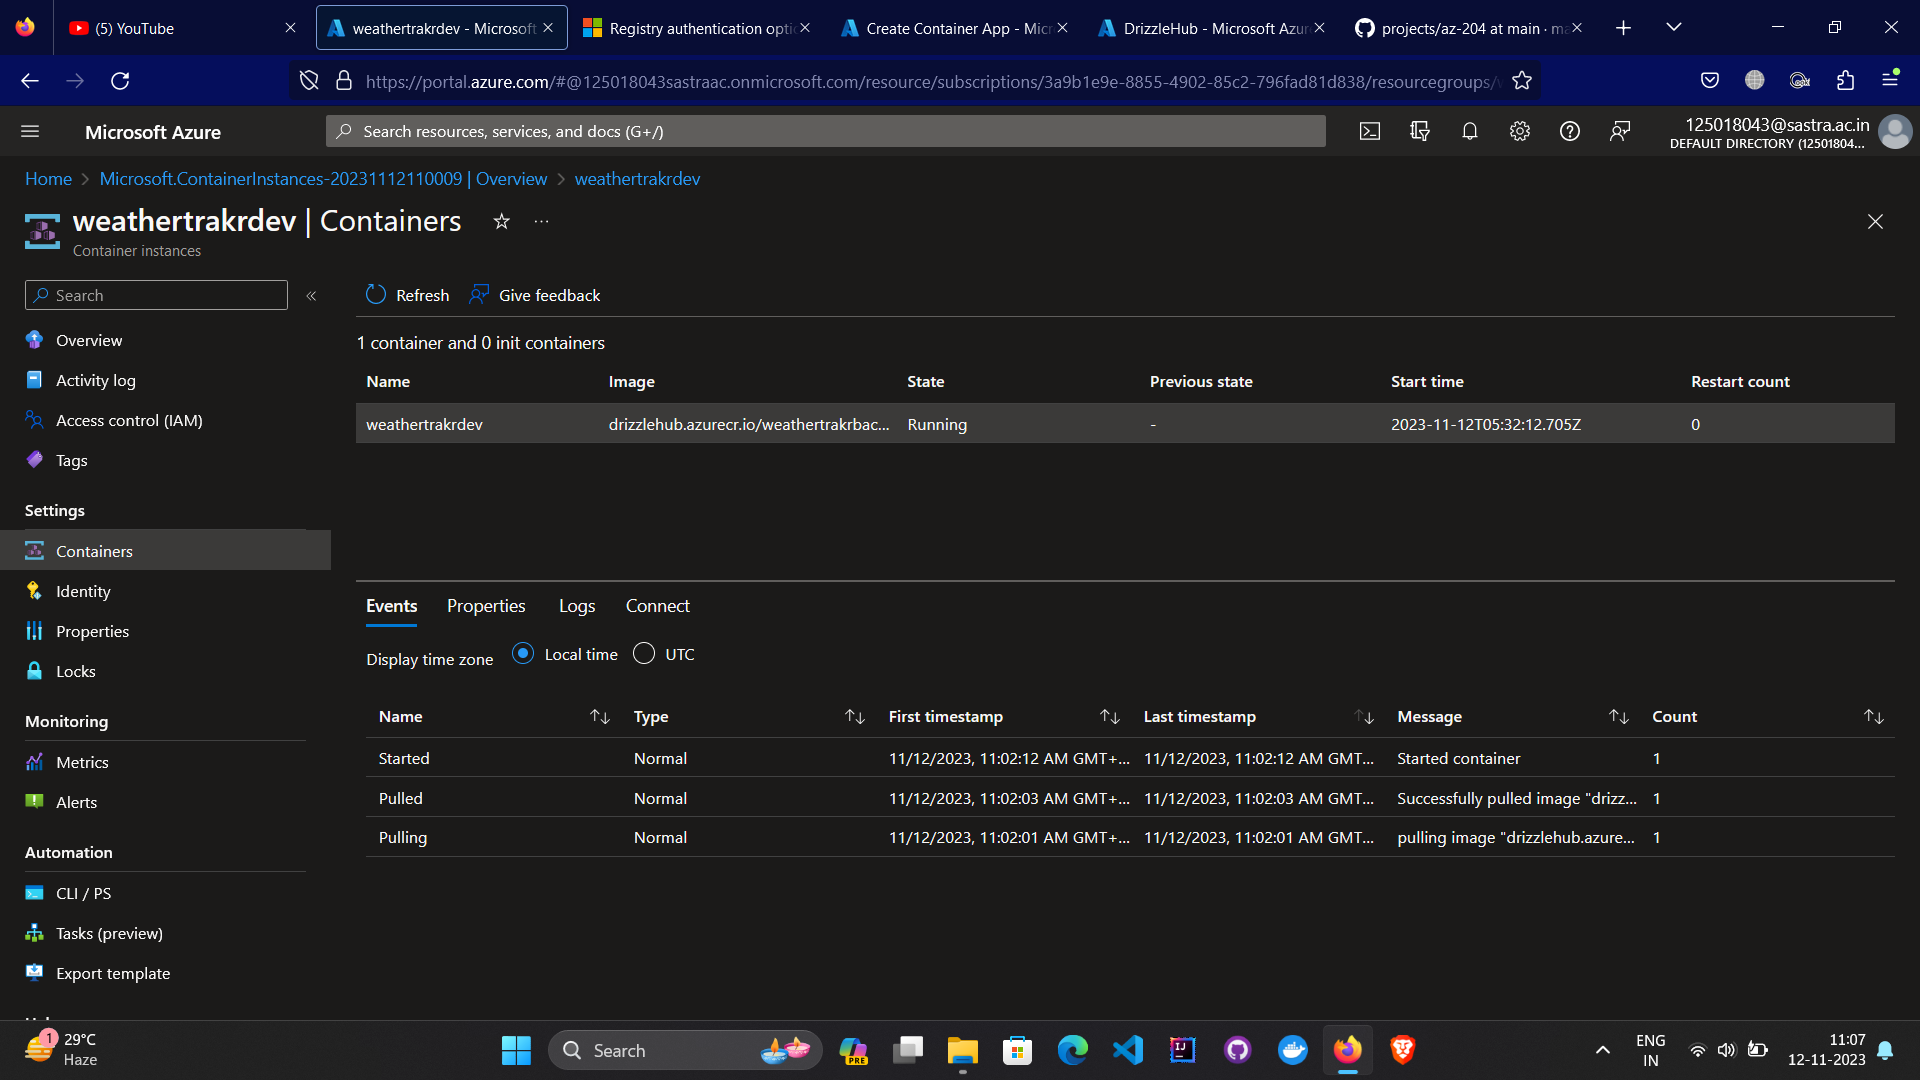 (5) YouTube
weathertrakrdev - Microsoft
Registry authentication optio
Create Container App - Micr
DrizzleHub - Microsoft Azur
projects/az-204 at main · ma
https://portal.azure.com/#@125018043sastraac.onmicrosoft.com/resource/subscriptions/3a9b1e9e-8855-4902-85c2-796fad81d838/resourcegroups/
Microsoft Azure
Search resources, services, and docs (G+/)
125018043@sastra.ac.in
DEFAULT DIRECTORY (12501804...
Home > Microsoft.ContainerInstances-20231112110009 | Overview > weathertrakrdev
weathertrakrdev | Containers
Container instances
Search
Refresh
Give feedback
Overview
Activity log
Access control (IAM)
Tags
Settings
Containers
Identity
Properties
Locks
Monitoring
Metrics
Alerts
Automation
CLI / PS
Tasks (preview)
Export template
1 container and 0 init containers
Name Image State Previous state Start time Restart count
weathertrakrdev drizzlehub.azurecr.io/weathertrakrbac... Running - 2023-11-12T05:32:12.705Z 0
Events Properties Logs Connect
Display time zone Local time UTC
Name Type First timestamp Last timestamp Message Count
Started Normal 11/12/2023, 11:02:12 AM GMT+... 11/12/2023, 11:02:12 AM GMT... Started container 1
Pulled Normal 11/12/2023, 11:02:03 AM GMT+... 11/12/2023, 11:02:03 AM GMT... Successfully pulled image "drizz... 1
Pulling Normal 11/12/2023, 11:02:01 AM GMT+... 11/12/2023, 11:02:01 AM GMT... pulling image "drizzlehub.azure... 1
1
29°C
Haze
Search
PRE
IJ
ENG
IN
11:07
12-11-2023